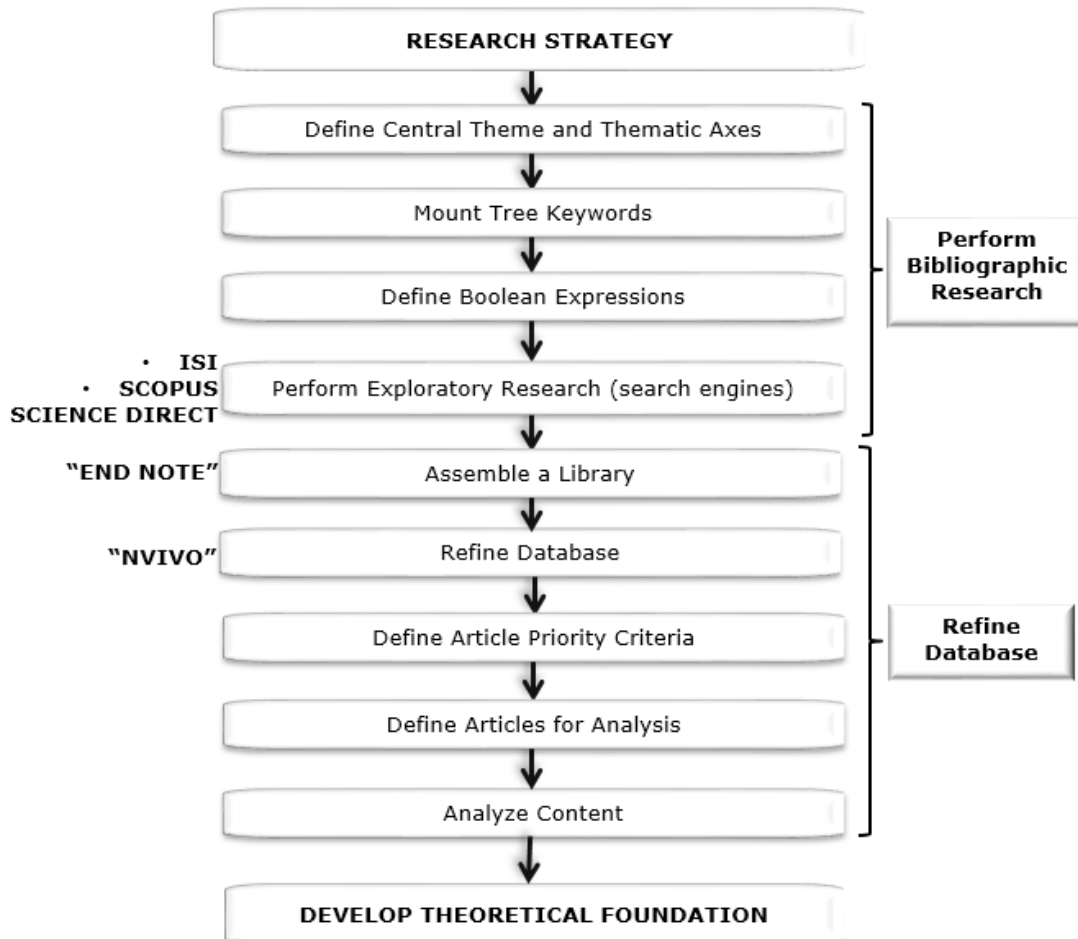 RESEARCH STRATEGY
Define Central Theme and Thematic Axes
Mount Tree Keywords
Define Boolean Expressions
Perform
Bibliographic
Research
• ISI
• SCOPUS
SCIENCE DIRECT
Perform Exploratory Research (search engines)
“END NOTE”
Assemble a Library
“NVIVO”
Refine Database
Define Article Priority Criteria
Refine
Database
Define Articles for Analysis
Analyze Content
DEVELOP THEORETICAL FOUNDATION